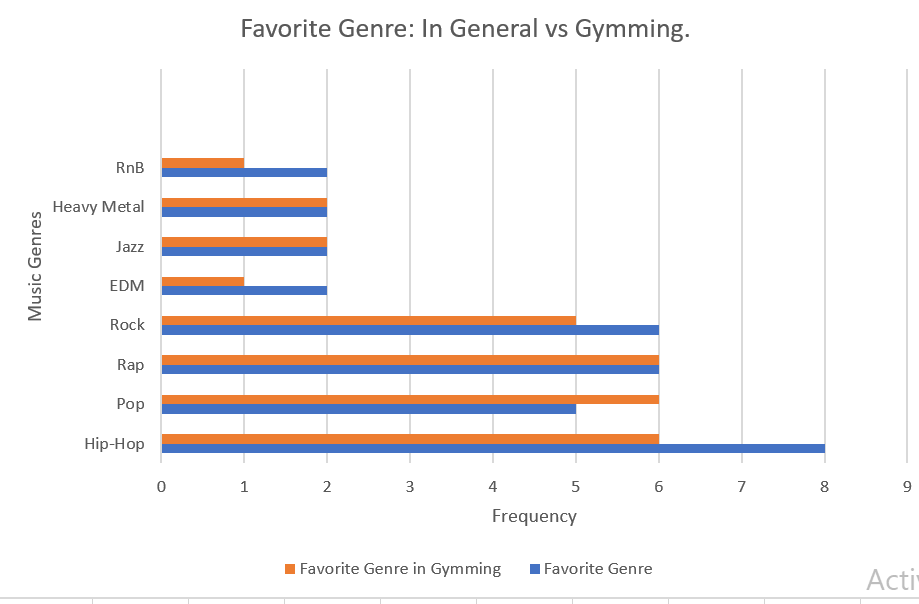 Favorite Genre: In General vs Gymming.
RnB
Heavy Metal
Jazz
EDM
Rock
Rap
Pop
Hip-Hop
Music Genres
0 1 2 3 4 5 6 7 8 9
Frequency
Favorite Genre in Gymming Favorite Genre